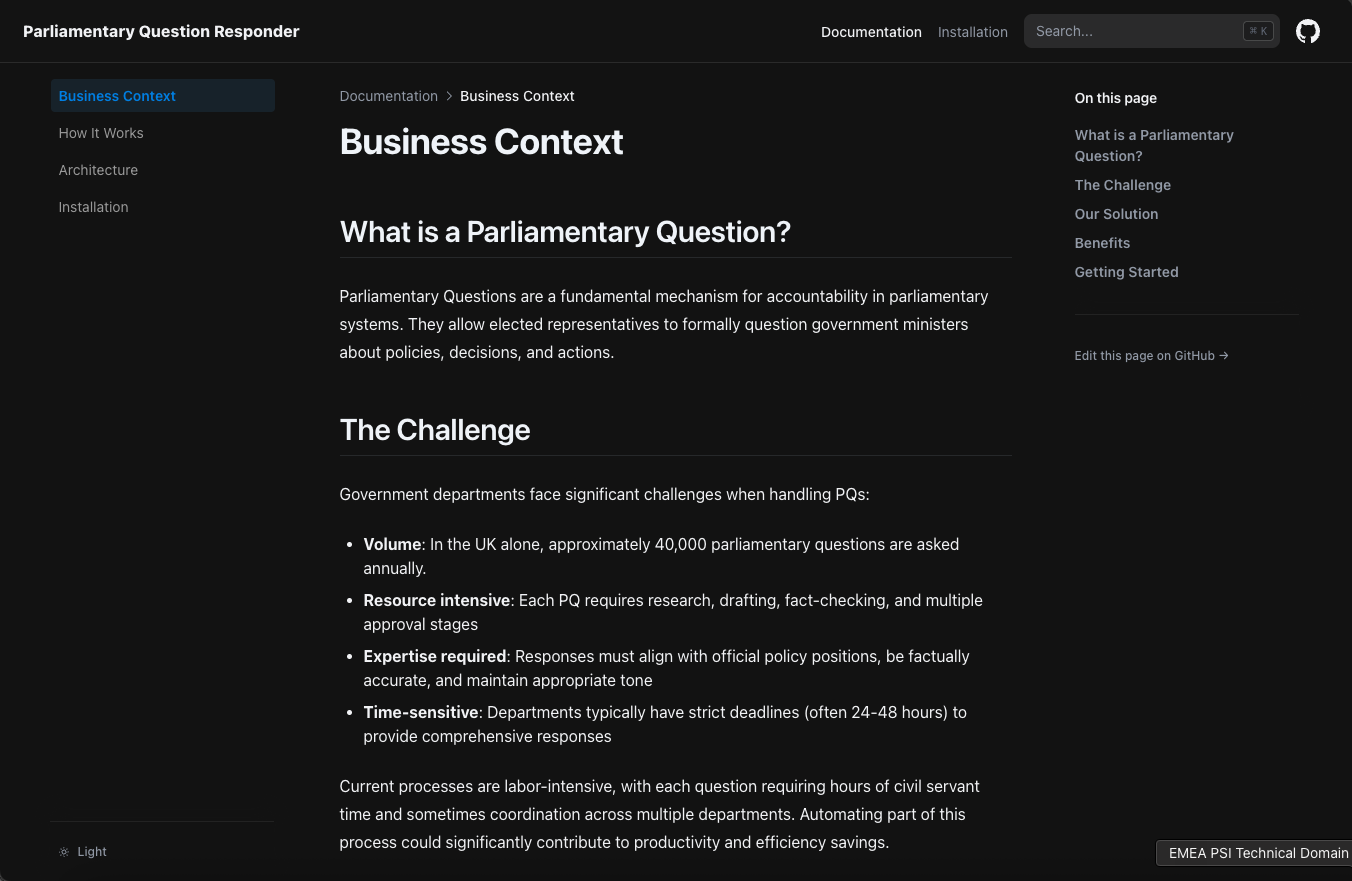 Parliamentary Question Responder
Documentation
Installation
Search...
⌘ K
Business Context
How It Works
Architecture
Installation
Light
Documentation > Business Context
Business Context
What is a Parliamentary Question?
Parliamentary Questions are a fundamental mechanism for accountability in parliamentary
systems. They allow elected representatives to formally question government ministers
about policies, decisions, and actions.
The Challenge
Government departments face significant challenges when handling PQs:
• Volume: In the UK alone, approximately 40,000 parliamentary questions are asked
annually.
• Resource intensive: Each PQ requires research, drafting, fact-checking, and multiple
approval stages
• Expertise required: Responses must align with official policy positions, be factually
accurate, and maintain appropriate tone
• Time-sensitive: Departments typically have strict deadlines (often 24-48 hours) to
provide comprehensive responses
Current processes are labor-intensive, with each question requiring hours of civil servant
time and sometimes coordination across multiple departments. Automating part of this
process could significantly contribute to productivity and efficiency savings.
On this page
What is a Parliamentary
Question?
The Challenge
Our Solution
Benefits
Getting Started
Edit this page on GitHub →
EMEA PSI Technical Domain